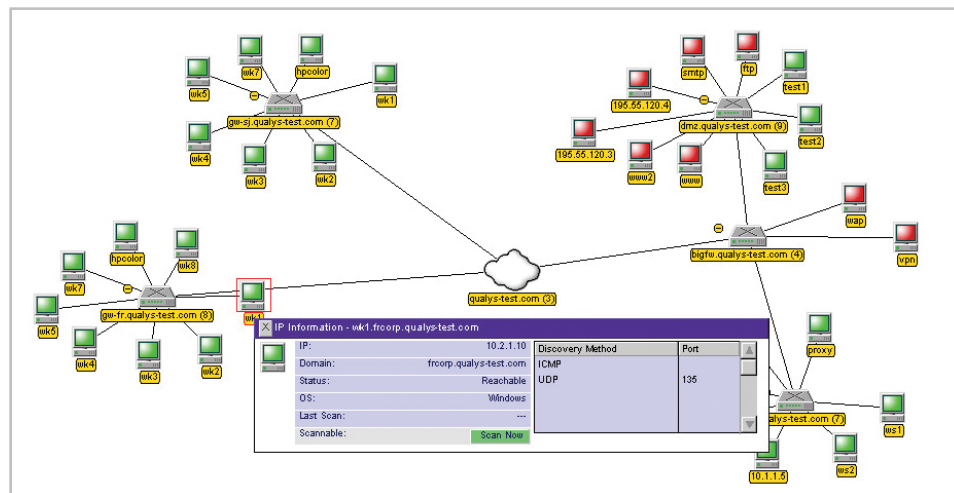 wk7
hpcolor
wk5
wk1
gw-sj.qualys-test.com (7)
wk4
wk3
wk2
smtp
ftp
test1
195.55.120.4
dmz.qualys-test.com (9)
test2
195.55.120.3
www2
www
test3
wap
bigfw.qualys-test.com (4)
vpn
qualys-test.com (3)
hpcolor
wk8
wk7
wk5
wk1
gw-fr.qualys-test.com (8)
wk4
wk3
wk2
IP Information - wk1.frcorp.qualys-test.com
IP: 10.2.1.10
Domain: frcorp.qualys-test.com
Status: Reachable
OS: Windows
Last Scan: ---
Scannable: Scan Now
Discovery Method Port
ICMP
UDP 135
proxy
alys-test.com (7)
ws1
10.1.1.5
ws2